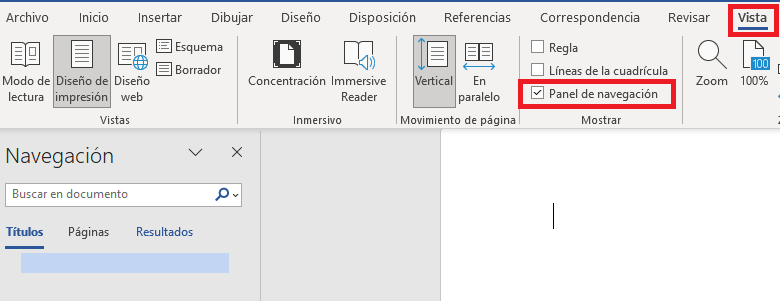 Archivo Inicio Insertar Dibujar Diseño Disposición Referencias Correspondencia Revisar Vista
Modo de lectura
Diseño de impresión
Diseño web
Esquema
Borrador
Vistas
Concentración
Immersive Reader
Inmersivo
Vertical
En paralelo
Movimiento de página
Regla
Líneas de la cuadrícula
Panel de navegación
Mostrar
Zoom
100
100%
Navegación
Buscar en documento
Títulos Páginas Resultados